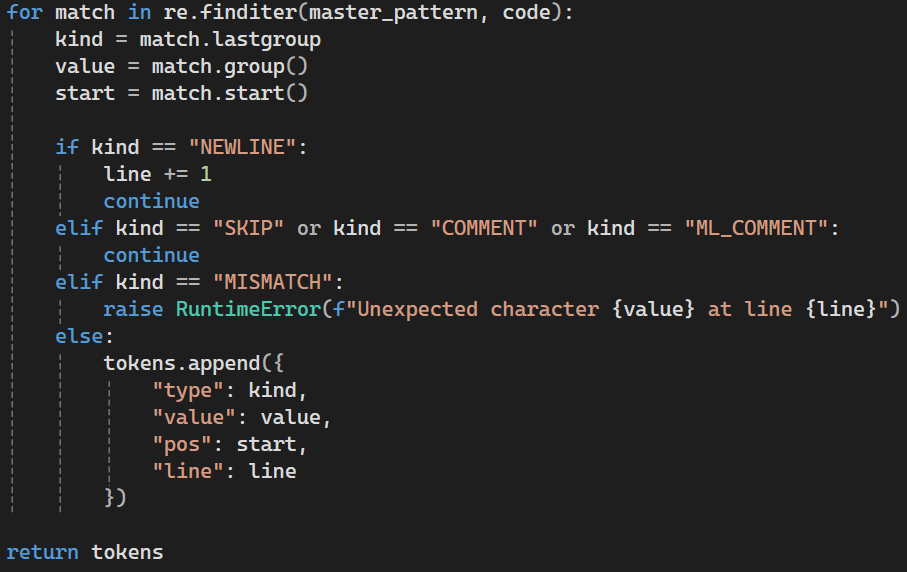 for match in re.finditer(master_pattern, code):
    kind = match.lastgroup
    value = match.group()
    start = match.start()

    if kind == "NEWLINE":
        line += 1
        continue
    elif kind == "SKIP" or kind == "COMMENT" or kind == "ML_COMMENT":
        continue
    elif kind == "MISMATCH":
        raise RuntimeError(f"Unexpected character {value} at line {line}")
    else:
        tokens.append({
            "type": kind,
            "value": value,
            "pos": start,
            "line": line
        })

return tokens